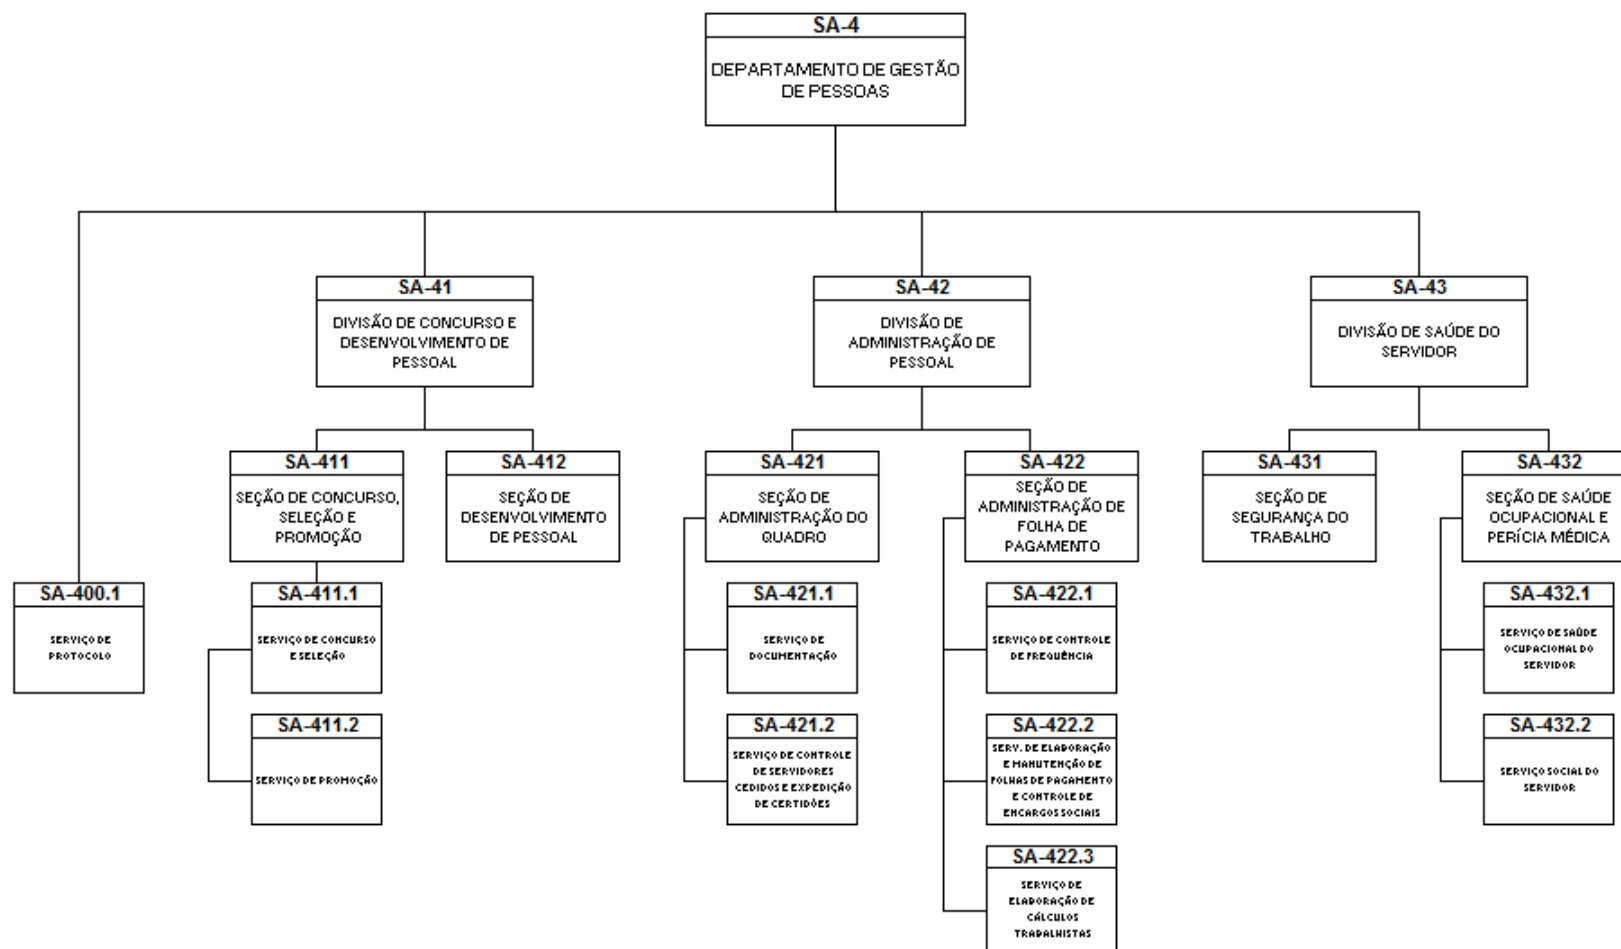 SA-4
DEPARTAMENTO DE GESTÃO
DE PESSOAS
SA-41
DIVISÃO DE CONCURSO E
DESENVOLVIMENTO DE
PESSOAL
SA-42
DIVISÃO DE
ADMINISTRAÇÃO DE
PESSOAL
SA-43
DIVISÃO DE SAÚDE DO
SERVIDOR
SA-411
SEÇÃO DE CONCURSO,
SELEÇÃO E
PROMOÇÃO
SA-412
SEÇÃO DE
DESENVOLVIMENTO
DE PESSOAL
SA-421
SEÇÃO DE
ADMINISTRAÇÃO DO
QUADRO
SA-422
SEÇÃO DE
ADMINISTRAÇÃO DE
FOLHA DE
PAGAMENTO
SA-431
SEÇÃO DE
SEGURANÇA DO
TRABALHO
SA-432
SEÇÃO DE SAÚDE
OCUPACIONAL E
PERÍCIA MÉDICA
SA-400.1
SERVIÇO DE
PROTOCOLO
SA-411.1
SERVIÇO DE CONCURSO
E SELEÇÃO
SA-421.1
SERVIÇO DE
DOCUMENTAÇÃO
SA-422.1
SERVIÇO DE CONTROLE
DE FREQUÊNCIA
SA-432.1
SERVIÇO DE SAÚDE
OCUPACIONAL DO
SERVIDOR
SA-411.2
SERVIÇO DE PROMOÇÃO
SA-421.2
SERVIÇO DE CONTROLE
DE SERVIDORES
CEDIDOS E EXPEDIÇÃO
DE CERTIDÕES
SA-422.2
SERV. DE ELABORAÇÃO
E MANUTENÇÃO DE
FOLHAS DE PAGAMENTO
E CONTROLE DE
ENCARGOS SOCIAIS
SA-432.2
SERVIÇO SOCIAL DO
SERVIDOR
SA-422.3
SERVIÇO DE
ELABORAÇÃO DE
CÁLCULOS
TRABALHISTAS